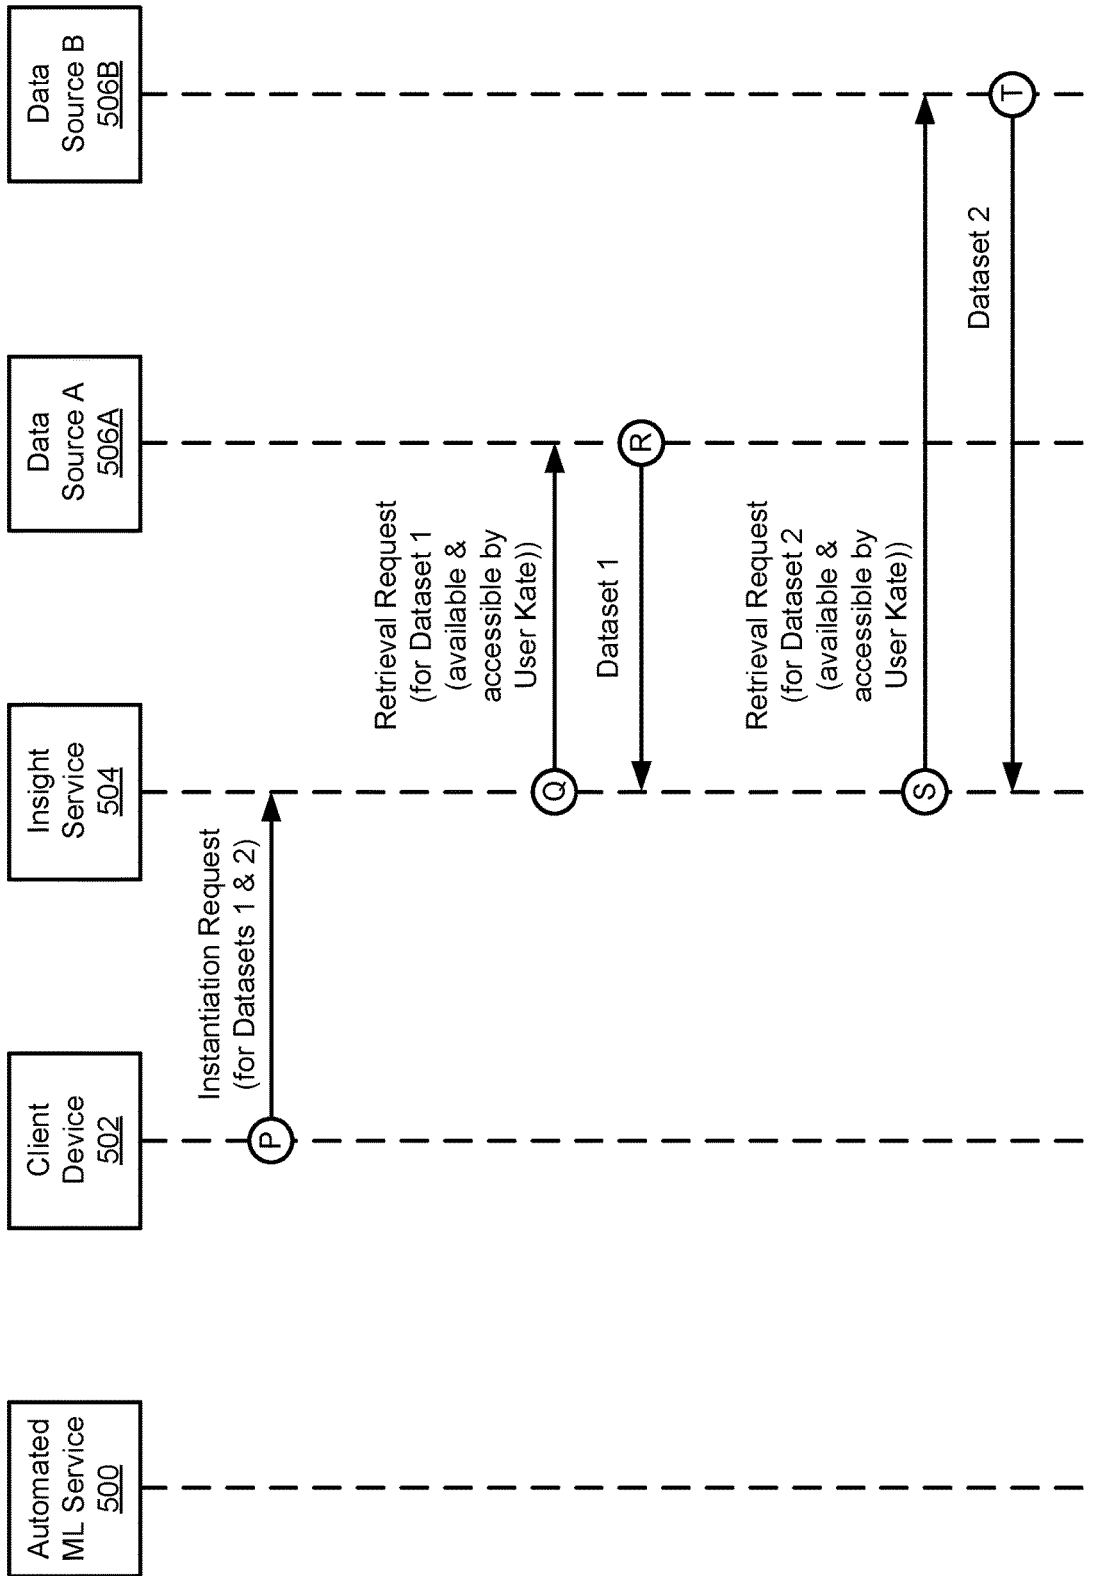 Automated
ML Service
500
Client
Device
502
Insight
Service
504
Data
Source A
506A
Data
Source B
506B
Instantiation Request
(for Datasets 1 & 2)
P
Retrieval Request
(for Dataset 1
(available &
accessible by
User Kate))
Q
Dataset 1
R
Retrieval Request
(for Dataset 2
(available &
accessible by
User Kate))
S
Dataset 2
T